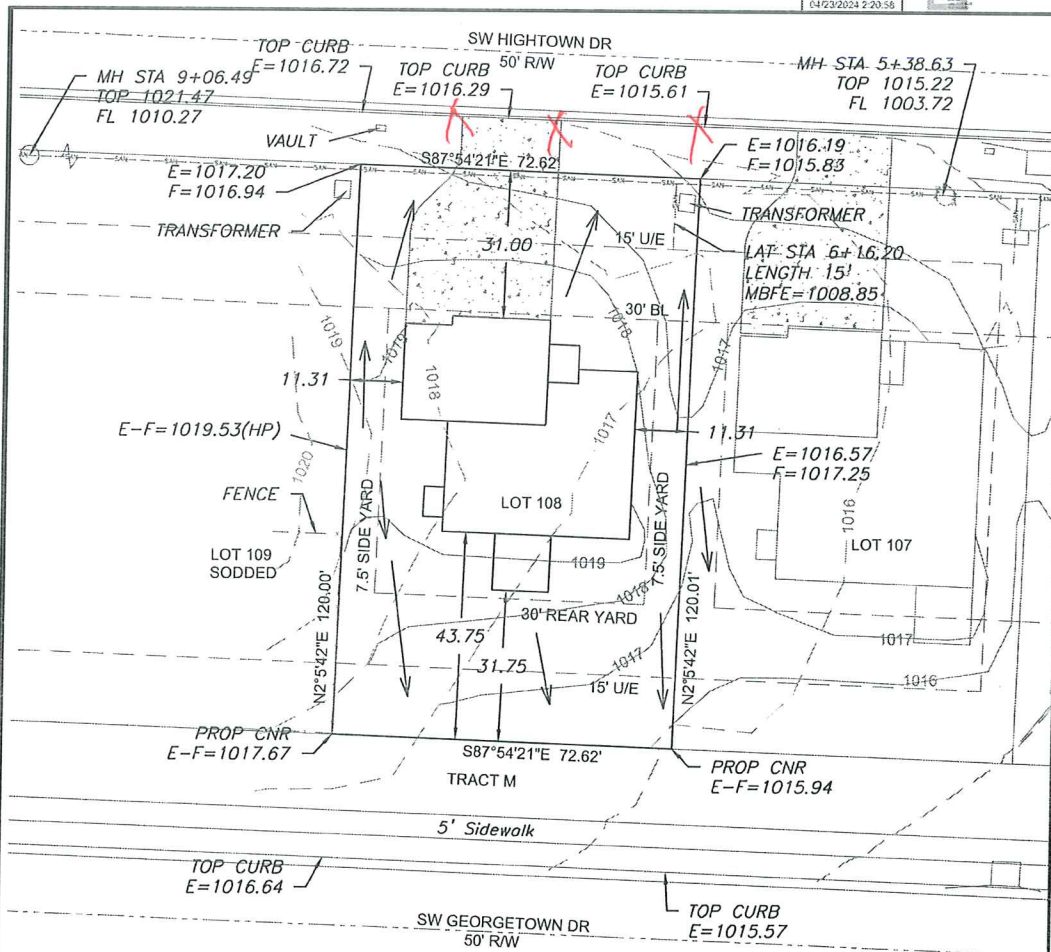 04/23/2024 2:20:58
SW HIGHTOWN DR
50' R/W
TOP CURB
E=1016.72
TOP CURB
E=1016.29
TOP CURB
E=1015.61
MH STA 9+06.49
TOP 1021.47
FL 1010.27
MH STA 5+38.63
TOP 1015.22
FL 1003.72
X X X
VAULT
S87°54'21"E 72.62'
E=1017.20
F=1016.94
E=1016.19
F=1015.83
TRANSFORMER
TRANSFORMER
31.00
15' U/E
LAT STA 6+16.20
LENGTH 15'
MBFE=1008.85
30' BL
1019
1019
1018
1018
1017
1017
11.31
11.31
E-F=1019.53(HP)
E=1016.57
F=1017.25
1020
FENCE
LOT 109
SODDED
7.5' SIDE YARD
LOT 108
7.5' SIDE YARD
1016
LOT 107
1019
1018
30' REAR YARD
N2°5'42"E 120.00'
N2°5'42"E 120.01'
43.75
31.75
1017
15' U/E
1017
1016
PROP CNR
E-F=1017.67
S87°54'21"E 72.62'
TRACT M
PROP CNR
E-F=1015.94
5' Sidewalk
TOP CURB
E=1016.64
TOP CURB
E=1015.57
SW GEORGETOWN DR
50' R/W